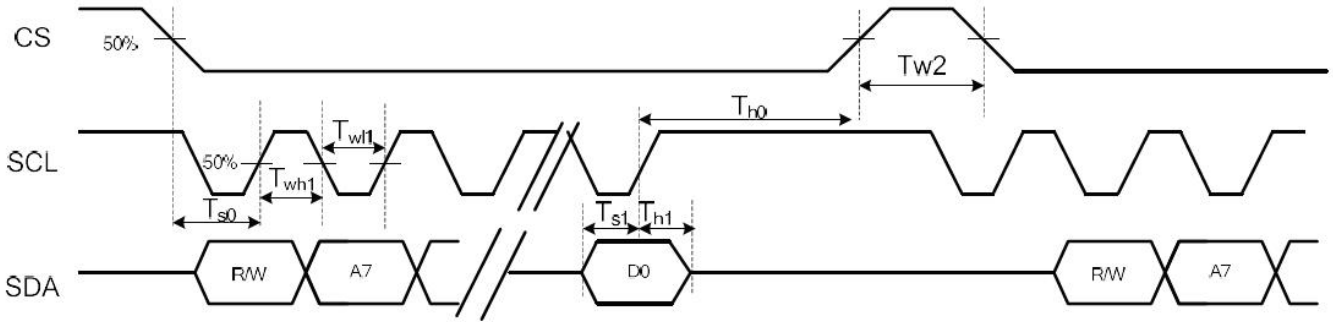 CS
50%
Tw2
Th0
Twl1
SCL
50%
Twh1
Ts0
Ts1
Th1
SDA
R/W
A7
D0
R/W
A7